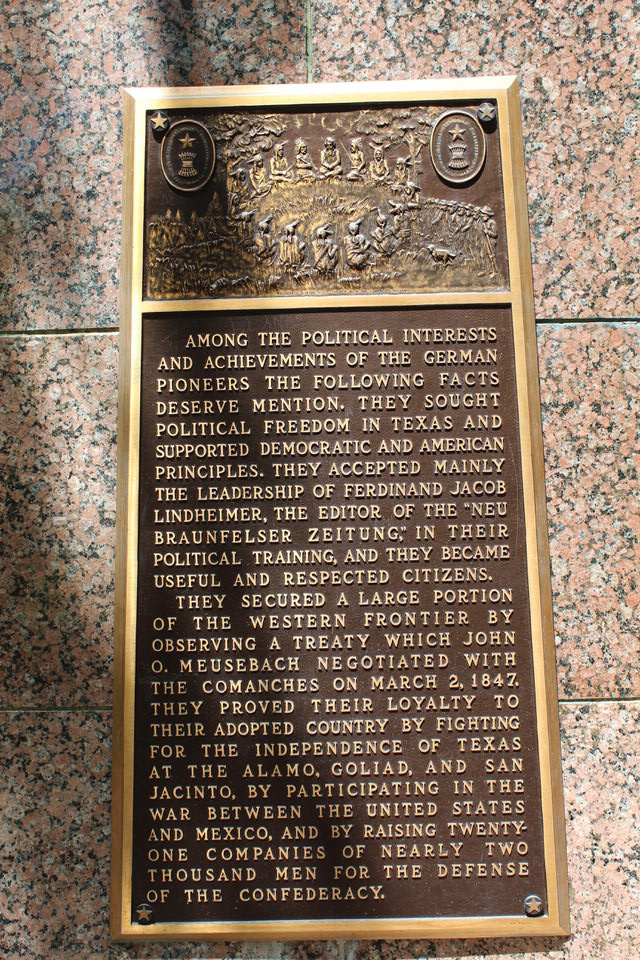 AMONG THE POLITICAL INTERESTS
AND ACHIEVEMENTS OF THE GERMAN
PIONEERS THE FOLLOWING FACTS
DESERVE MENTION. THEY SOUGHT
POLITICAL FREEDOM IN TEXAS AND
SUPPORTED DEMOCRATIC AND AMERICAN
PRINCIPLES. THEY ACCEPTED MAINLY
THE LEADERSHIP OF FERDINAND JACOB
LINDHEIMER, THE EDITOR OF THE "NEU
BRAUNFELSER ZEITUNG," IN THEIR
POLITICAL TRAINING, AND THEY BECAME
USEFUL AND RESPECTED CITIZENS.
THEY SECURED A LARGE PORTION
OF THE WESTERN FRONTIER BY
OBSERVING A TREATY WHICH JOHN
O. MEUSEBACH NEGOTIATED WITH
THE COMANCHES ON MARCH 2, 1847.
THEY PROVED THEIR LOYALTY TO
THEIR ADOPTED COUNTRY BY FIGHTING
FOR THE INDEPENDENCE OF TEXAS
AT THE ALAMO, GOLIAD, AND SAN
JACINTO, BY PARTICIPATING IN THE
WAR BETWEEN THE UNITED STATES
AND MEXICO, AND BY RAISING TWENTY-
ONE COMPANIES OF NEARLY TWO
THOUSAND MEN FOR THE DEFENSE
OF THE CONFEDERACY.